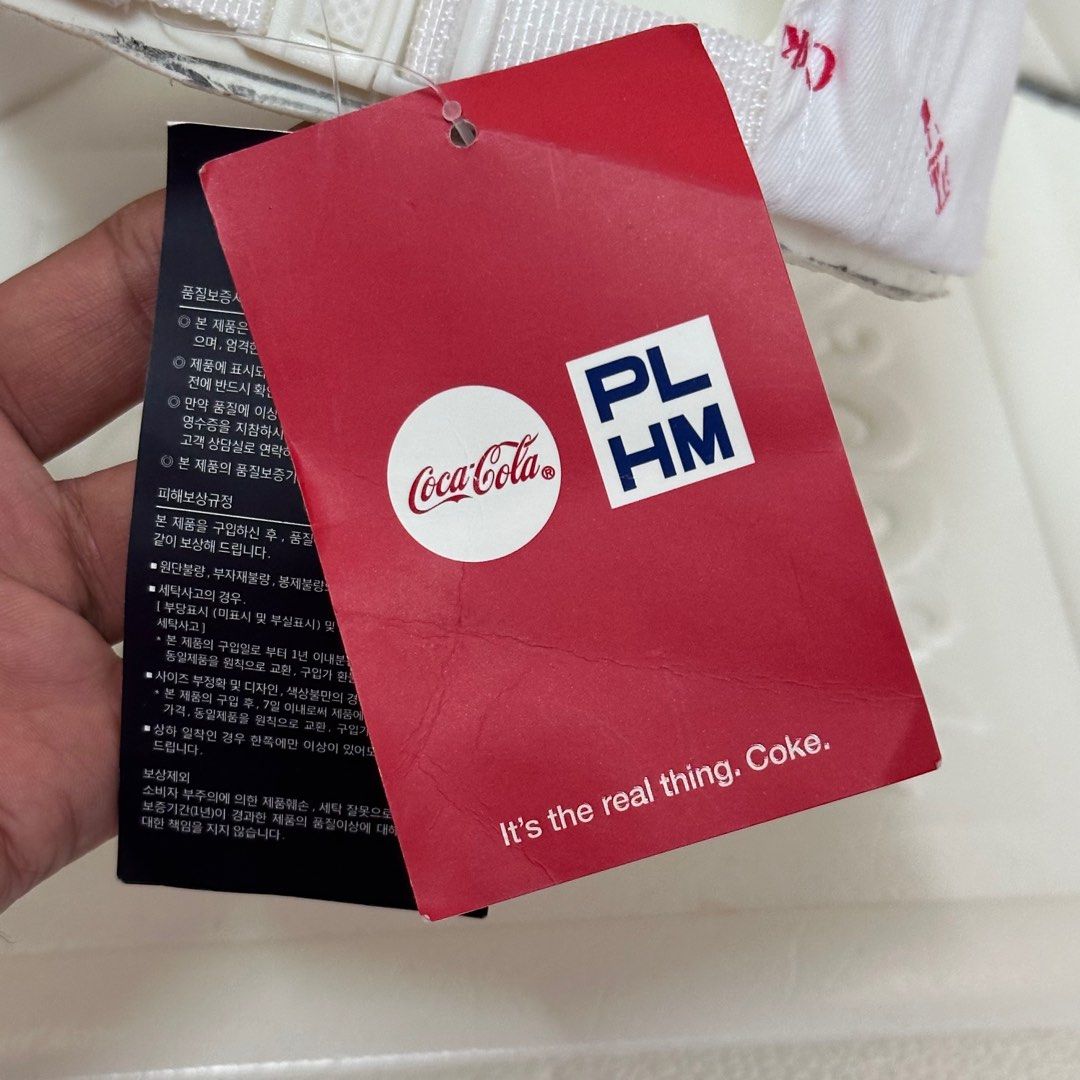 품질보증서
◎ 본 제품은
으며, 엄격한
◎ 제품에 표시되
전에 반드시 확인
◎ 만약 품질에 이상
영수증을 지참하시
고객 상담실로 연락하
◎ 본 제품의 품질보증기
피해보상규정
본 제품을 구입하신 후, 품질
같이 보상해 드립니다.
■ 원단불량, 부자재불량, 봉제불량
■ 세탁사고의 경우.
[ 부당표시 (미표시 및 부실표시) 및
세탁사고 ]
* 본 제품의 구입일로 부터 1년 이내분
동일제품을 원칙으로 교환, 구입가 환불
■ 사이즈 부정확 및 디자인, 색상불만의 경
* 본 제품의 구입 후, 7일 이내로써 제품에
가격, 동일제품을 원칙으로 교환, 구입가
■ 상하 일착인 경우 한쪽에만 이상이 있어도
드립니다.
보상제외
소비자 부주의에 의한 제품훼손, 세탁 잘못으로
보증기간(1년)이 경과한 제품의 품질이상에 대해
대한 책임을 지지 않습니다.
Coca-Cola®
PL
HM
It's the real thing. Coke.